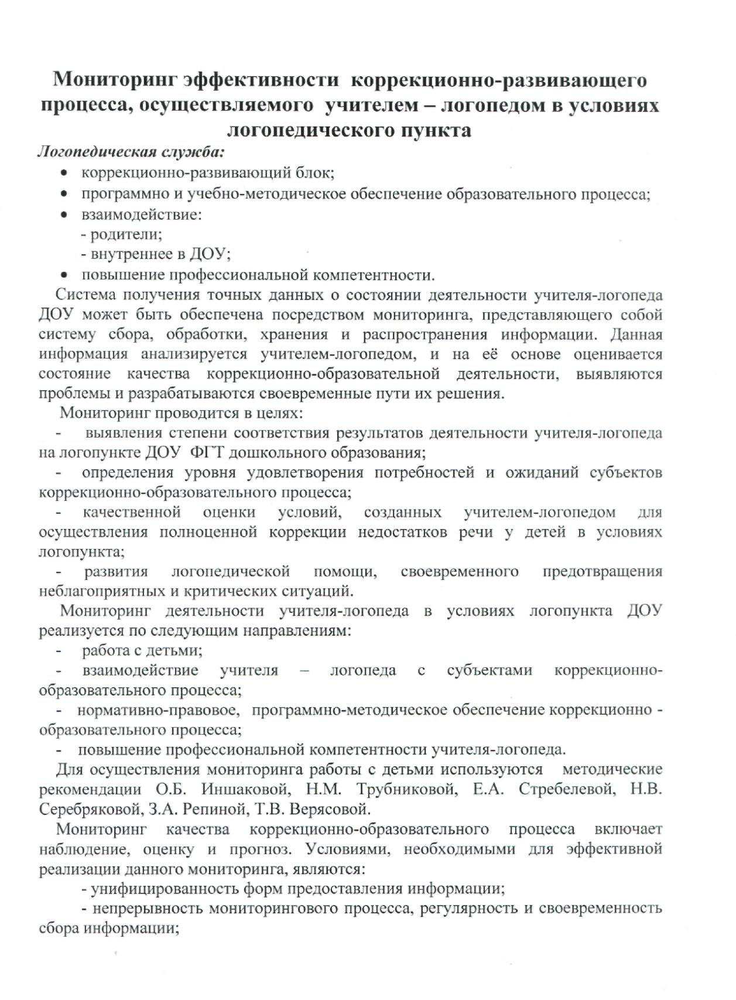 Мониторинг эффективности коррекционно-развивающего
процесса, осуществляемого учителем – логопедом в условиях
логопедического пункта
Логопедическая служба:
• коррекционно-развивающий блок;
• программно и учебно-методическое обеспечение образовательного процесса;
• взаимодействие:
- родители;
- внутреннее в ДОУ;
• повышение профессиональной компетентности.
Система получения точных данных о состоянии деятельности учителя-логопеда
ДОУ может быть обеспечена посредством мониторинга, представляющего собой
систему сбора, обработки, хранения и распространения информации. Данная
информация анализируется учителем-логопедом, и на её основе оценивается
состояние качества коррекционно-образовательной деятельности, выявляются
проблемы и разрабатываются своевременные пути их решения.
Мониторинг проводится в целях:
- выявления степени соответствия результатов деятельности учителя-логопеда
на логопункте ДОУ ФГТ дошкольного образования;
- определения уровня удовлетворения потребностей и ожиданий субъектов
коррекционно-образовательного процесса;
- качественной оценки условий, созданных учителем-логопедом для
осуществления полноценной коррекции недостатков речи у детей в условиях
логопункта;
- развития логопедической помощи, своевременного предотвращения
неблагоприятных и критических ситуаций.
Мониторинг деятельности учителя-логопеда в условиях логопункта ДОУ
реализуется по следующим направлениям:
- работа с детьми;
- взаимодействие учителя – логопеда с субъектами коррекционно-
образовательного процесса;
- нормативно-правовое, программно-методическое обеспечение коррекционно -
образовательного процесса;
- повышение профессиональной компетентности учителя-логопеда.
Для осуществления мониторинга работы с детьми используются методические
рекомендации О.Б. Иншаковой, Н.М. Трубниковой, Е.А. Стребелевой, Н.В.
Серебряковой, З.А. Репиной, Т.В. Верясовой.
Мониторинг качества коррекционно-образовательного процесса включает
наблюдение, оценку и прогноз. Условиями, необходимыми для эффективной
реализации данного мониторинга, являются:
- унифицированность форм предоставления информации;
- непрерывность мониторингового процесса, регулярность и своевременность
сбора информации;